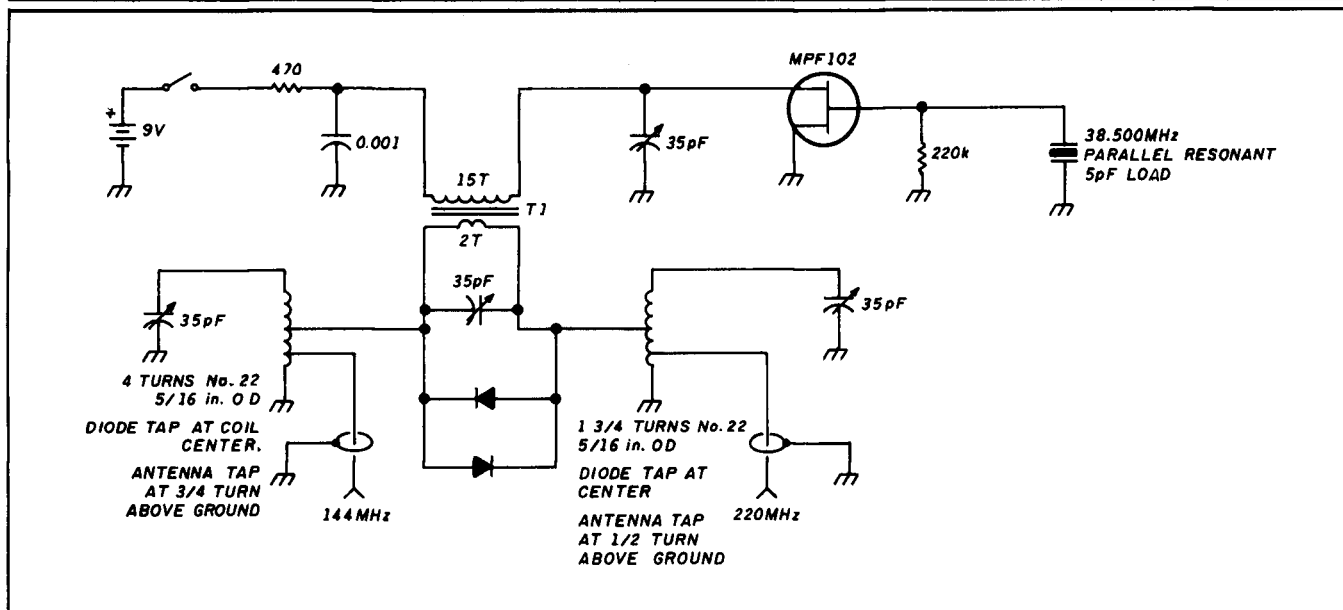 470
MPF102
9V
0.001
35pF
220k
38.500MHz
PARALLEL RESONANT
5pF LOAD
15T
T1
2T
35pF
35pF
35pF
4 TURNS No.22
5/16 in. OD
DIODE TAP AT COIL
CENTER.
ANTENNA TAP
AT 3/4 TURN
ABOVE GROUND
144MHz
1 3/4 TURNS No.22
5/16 in. OD
DIODE TAP AT
CENTER
ANTENNA TAP
AT 1/2 TURN
ABOVE GROUND
220MHz